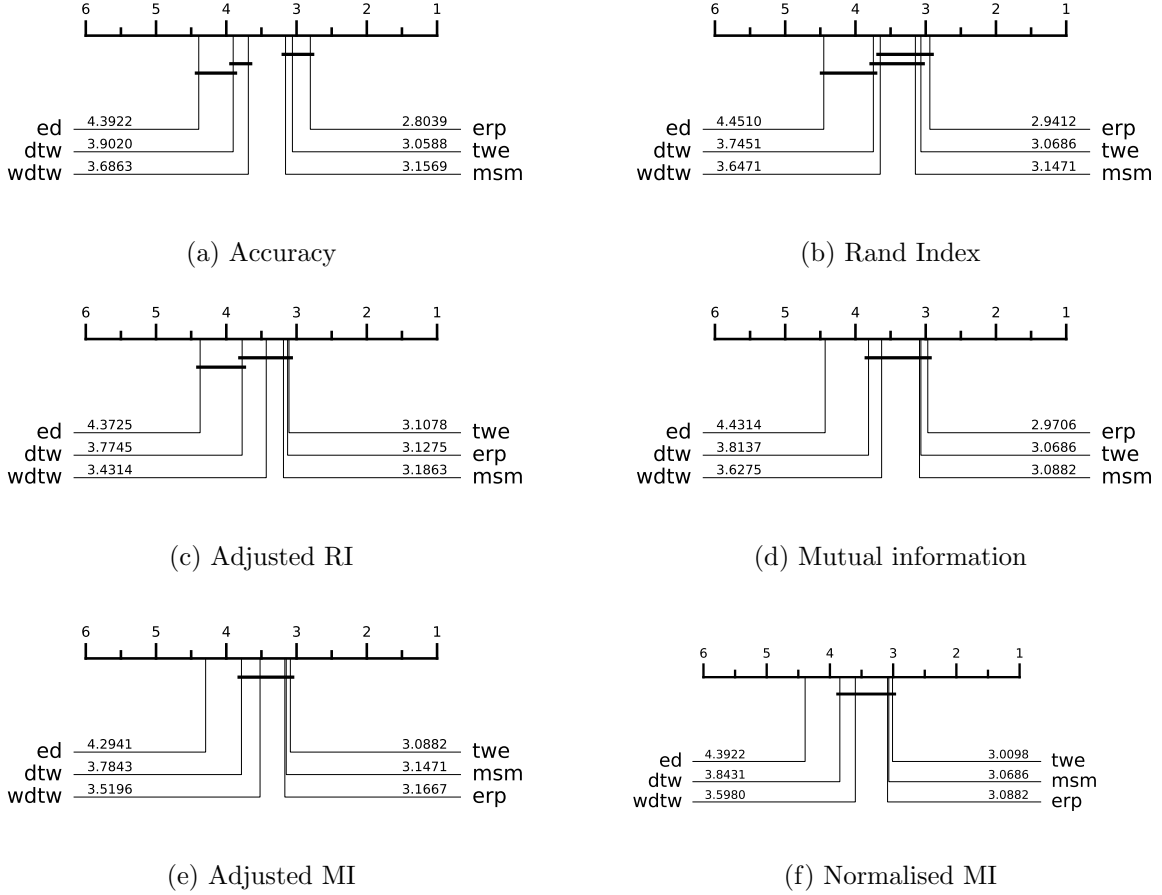 6 5 4 3 2 1
ed 4.3922 2.8039 erp
dtw 3.9020 3.0588 twe
wdtw 3.6863 3.1569 msm
(a) Accuracy
6 5 4 3 2 1
ed 4.4510 2.9412 erp
dtw 3.7451 3.0686 twe
wdtw 3.6471 3.1471 msm
(b) Rand Index
6 5 4 3 2 1
ed 4.3725 3.1078 twe
dtw 3.7745 3.1275 erp
wdtw 3.4314 3.1863 msm
(c) Adjusted RI
6 5 4 3 2 1
ed 4.4314 2.9706 erp
dtw 3.8137 3.0686 twe
wdtw 3.6275 3.0882 msm
(d) Mutual information
6 5 4 3 2 1
ed 4.2941 3.0882 twe
dtw 3.7843 3.1471 msm
wdtw 3.5196 3.1667 erp
(e) Adjusted MI
6 5 4 3 2 1
ed 4.3922 3.0098 twe
dtw 3.8431 3.0686 msm
wdtw 3.5980 3.0882 erp
(f) Normalised MI